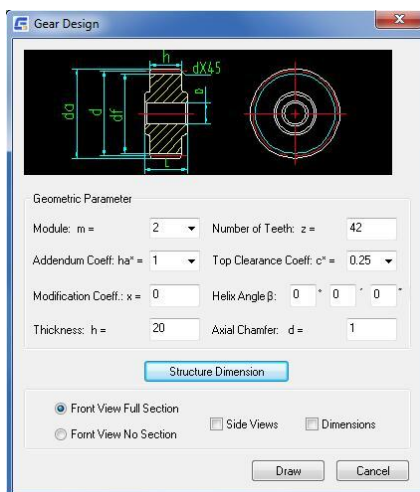 Gear Design
h
dX45
da
d
df
D
L
Geometric Parameter
Module: m = 2 Number of Teeth: z = 42
Addendum Coeff: ha* = 1 Top Clearance Coeff: c* = 0.25
Modification Coeff.: x = 0 Helix Angle β: 0 ° 0 ' 0 "
Thickness: h = 20 Axial Chamfer: d = 1
Structure Dimension
Front View Full Section
Fornt View No Section
Side Views Dimensions
Draw Cancel